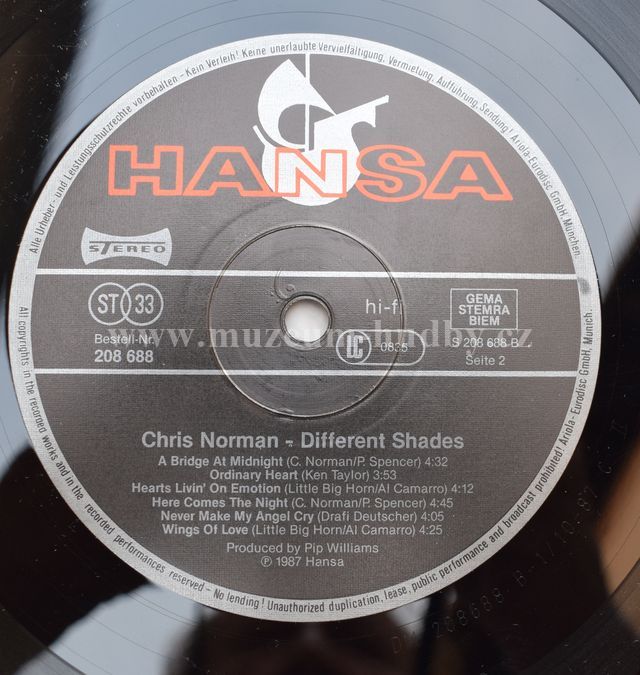 Alle Urheber- und Leistungsschutzrechte vorbehalten - Kein Verleih! Keine unerlaubte Vervielfältigung, Vermietung, Aufführung, Sendung! Ariola-Eurodisc GmbH, München.
HANSA
STEREO
ST 33
hi-fi
GEMA
STEMRA
BIEM
www.muzeumhudby.cz
Bestell-Nr.
208 688
LC 0835
S 208 688 B
Seite 2
Chris Norman - Different Shades
A Bridge At Midnight (C. Norman/P. Spencer) 4:32
Ordinary Heart (Ken Taylor) 3:53
Hearts Livin' On Emotion (Little Big Horn/Al Camarro) 4:12
Here Comes The Night (C. Norman/P. Spencer) 4:45
Never Make My Angel Cry (Drafi Deutscher) 4:05
Wings Of Love (Little Big Horn/Al Camarro) 4:25
Produced by Pip Williams
℗ 1987 Hansa
All copyrights in the recorded works and in the recorded performances reserved - No lending! Unauthorized duplication, lease, public performance and broadcast prohibited! Ariola-Eurodisc GmbH, Munich.